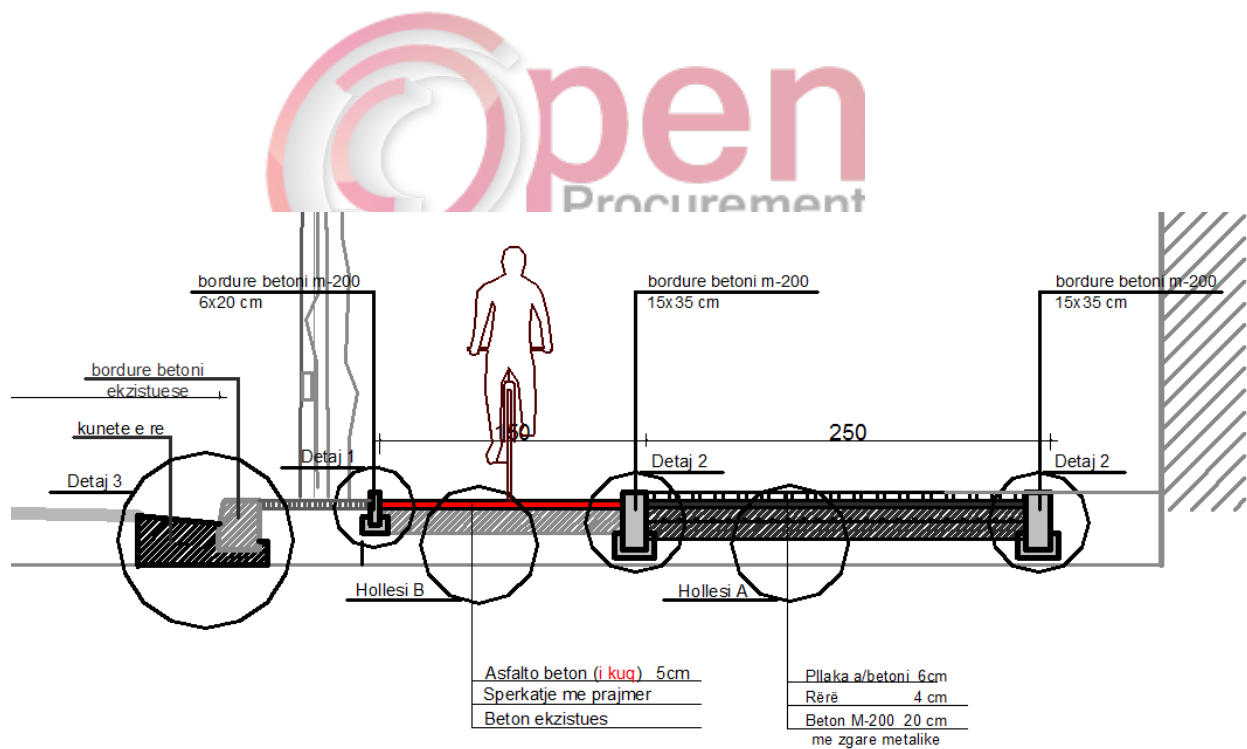 Open
Procurement
bordure betoni m-200
6x20 cm
bordure betoni m-200
15x35 cm
bordure betoni m-200
15x35 cm
bordure betoni
ekzistuese
kunete e re
150
250
Detaj 3
Detaj 1
Detaj 2
Detaj 2
Hollesi B
Hollesi A
Asfalto beton (i kuq) 5cm
Sperkatje me prajmer
Beton ekzistues
Pllaka a/betoni 6cm
Rërë 4 cm
Beton M-200 20 cm
me zgare metalike